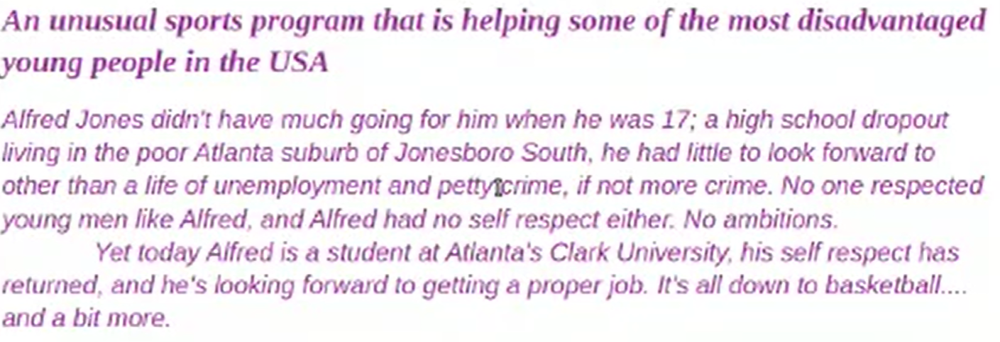 An unusual sports program that is helping some of the most disadvantaged
young people in the USA
Alfred Jones didn't have much going for him when he was 17; a high school dropout
living in the poor Atlanta suburb of Jonesboro South, he had little to look forward to
other than a life of unemployment and petty crime, if not more crime. No one respected
young men like Alfred, and Alfred had no self respect either. No ambitions.
Yet today Alfred is a student at Atlanta's Clark University, his self respect has
returned, and he's looking forward to getting a proper job. It's all down to basketball....
and a bit more.